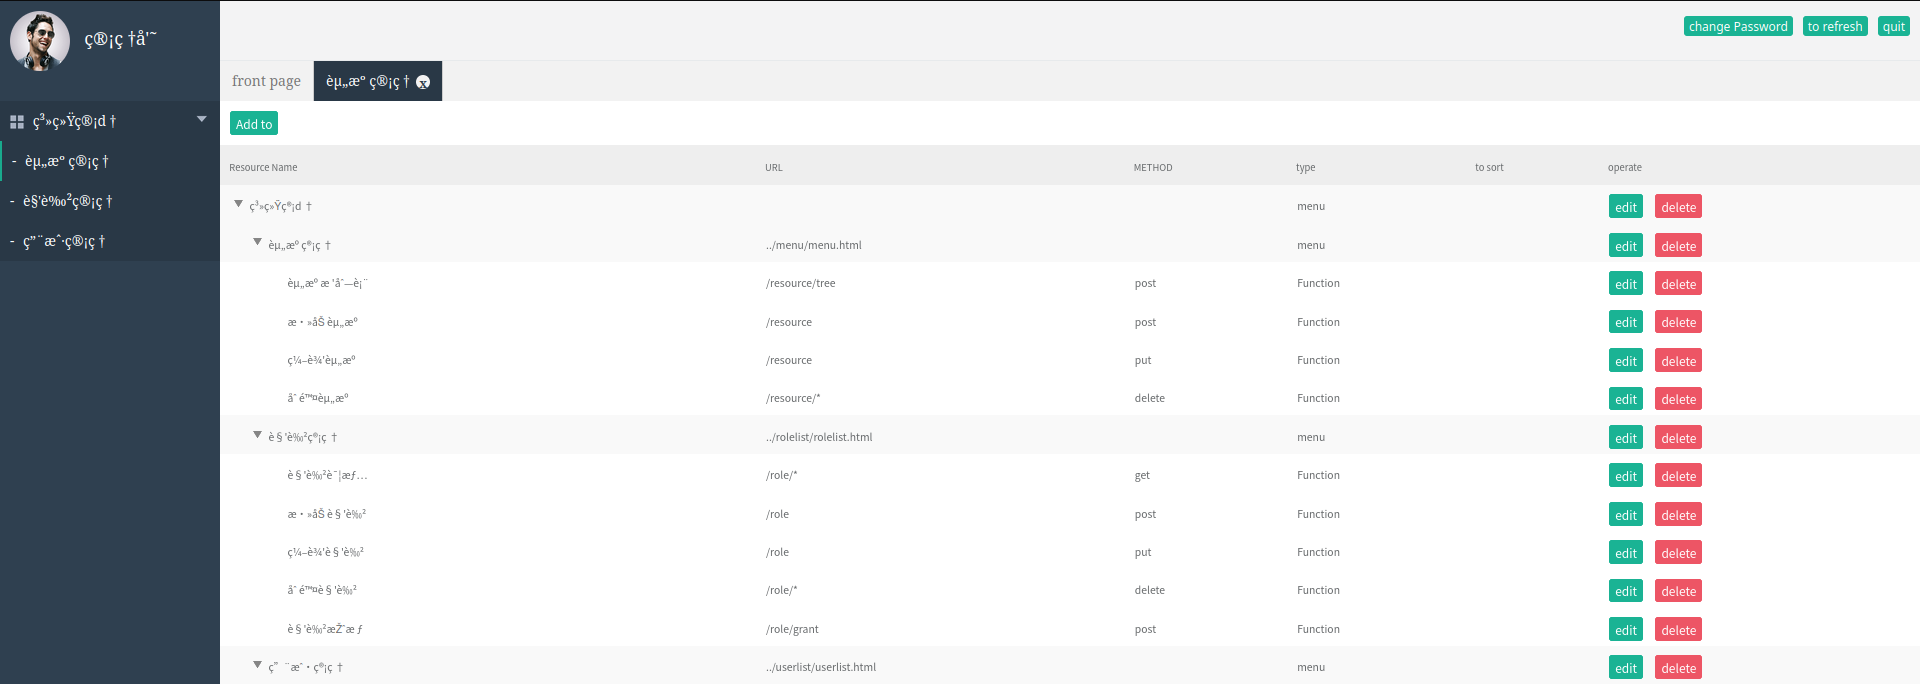 ç®¡ç †å'˜
change Password to refresh quit
front page èµ„æº ç®¡ç † x
ç³»ç»Ÿç®¡d †
Add to
- èµ„æº ç®¡ç †
- è§'è‰²ç®¡ç †
- ç”¨æˆ·ç®¡ç †
Resource Name URL METHOD type to sort operate
ç³»ç»Ÿç®¡d † menu edit delete
èµ„æº ç®¡ç † ../menu/menu.html menu edit delete
èµ„æº æ 'åˆ—è¡¨ /resource/tree post Function edit delete
æ·»åŠ èµ„æº /resource post Function edit delete
ç¼–è¾'èµ„æº /resource put Function edit delete
åˆ é™¤èµ„æº /resource/* delete Function edit delete
è§'è‰²ç®¡ç † ../rolelist/rolelist.html menu edit delete
è§'è‰²è¯¦æƒ… /role/* get Function edit delete
æ·»åŠ è§'è‰² /role post Function edit delete
ç¼–è¾'è§'è‰² /role put Function edit delete
åˆ é™¤è§'è‰² /role/* delete Function edit delete
è§'è‰²æŽˆæ ƒ /role/grant post Function edit delete
ç” ¨æˆ·ç®¡ç † ../userlist/userlist.html menu edit delete